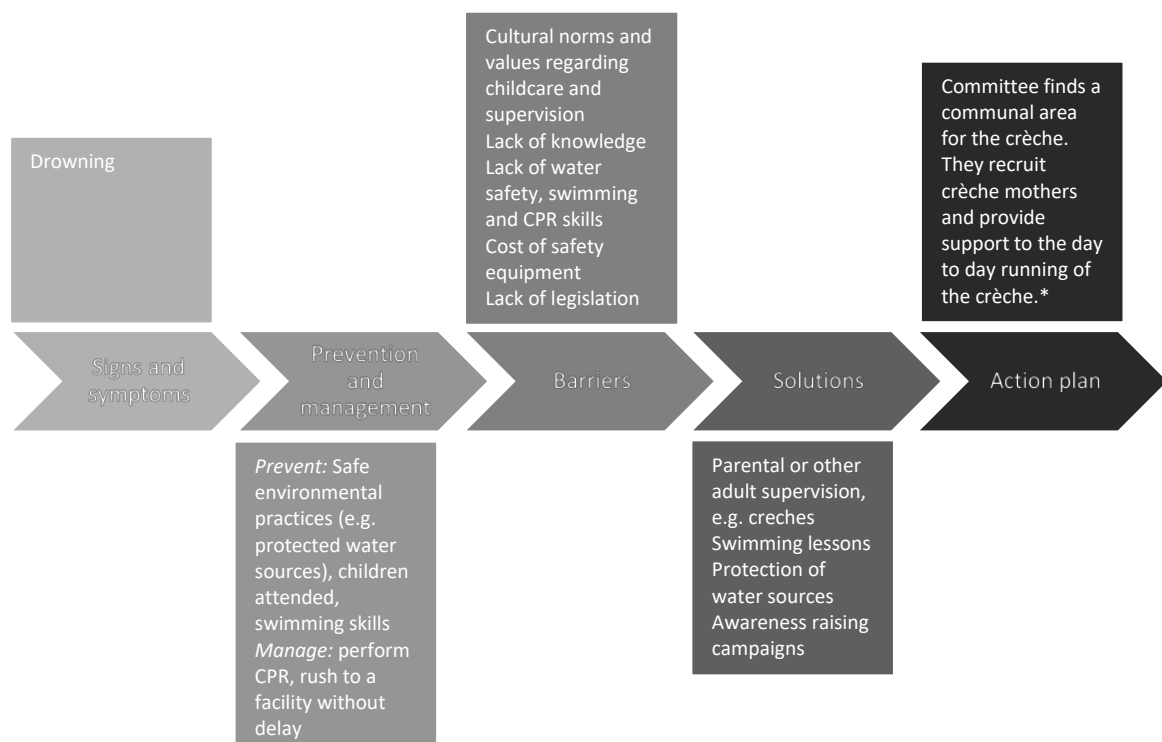 Drowning
Signs and
symptoms
Prevention
and
management
Prevent: Safe
environmental
practices (e.g.
protected water
sources), children
attended,
swimming skills
Manage: perform
CPR, rush to a
facility without
delay
Cultural norms and
values regarding
childcare and
supervision
Lack of knowledge
Lack of water
safety, swimming
and CPR skills
Cost of safety
equipment
Lack of legislation
Barriers
Solutions
Parental or other
adult supervision,
e.g. creches
Swimming lessons
Protection of
water sources
Awareness raising
campaigns
Committee finds a
communal area
for the crèche.
They recruit
crèche mothers
and provide
support to the day
to day running of
the crèche.*
Action plan